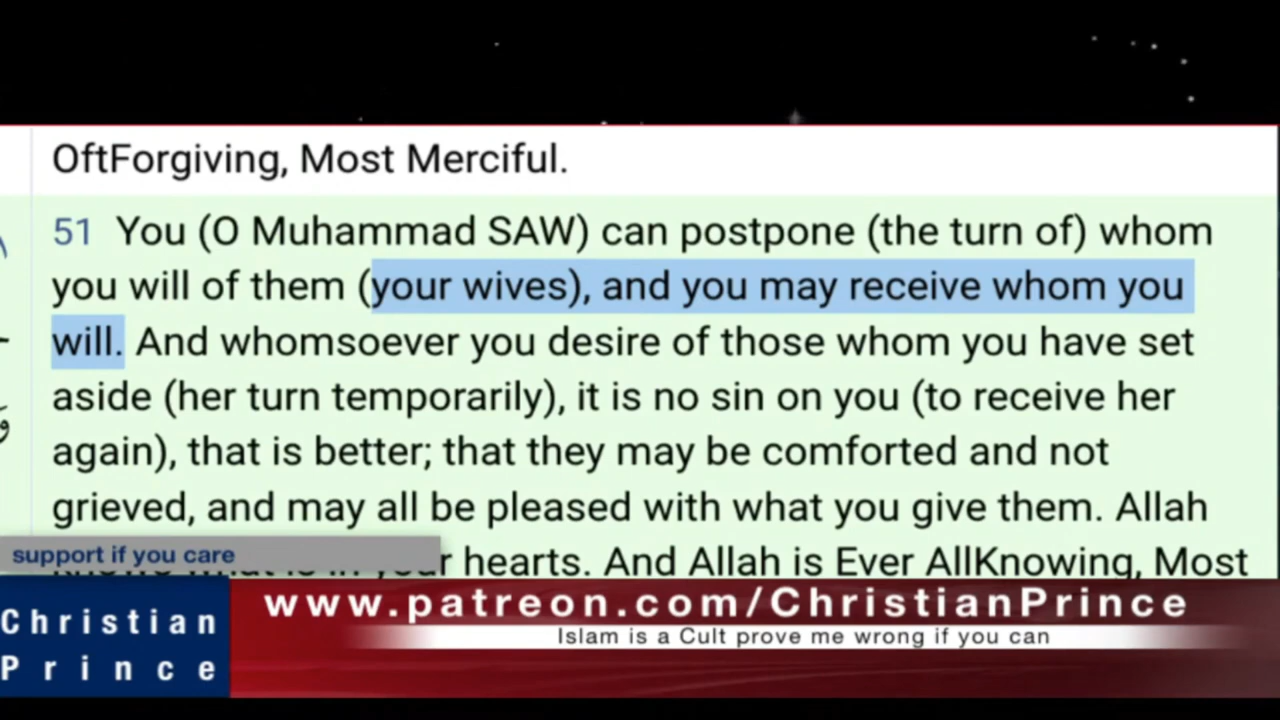 OftForgiving, Most Merciful.
51 You (O Muhammad SAW) can postpone (the turn of) whom
you will of them (your wives), and you may receive whom you
will. And whomsoever you desire of those whom you have set
aside (her turn temporarily), it is no sin on you (to receive her
again), that is better; that they may be comforted and not
grieved, and may all be pleased with what you give them. Allah
hearts. And Allah is Ever AllKnowing, Most
support if you care
Christian
Prince
www.patreon.com/ChristianPrince
Islam is a Cult prove me wrong if you can